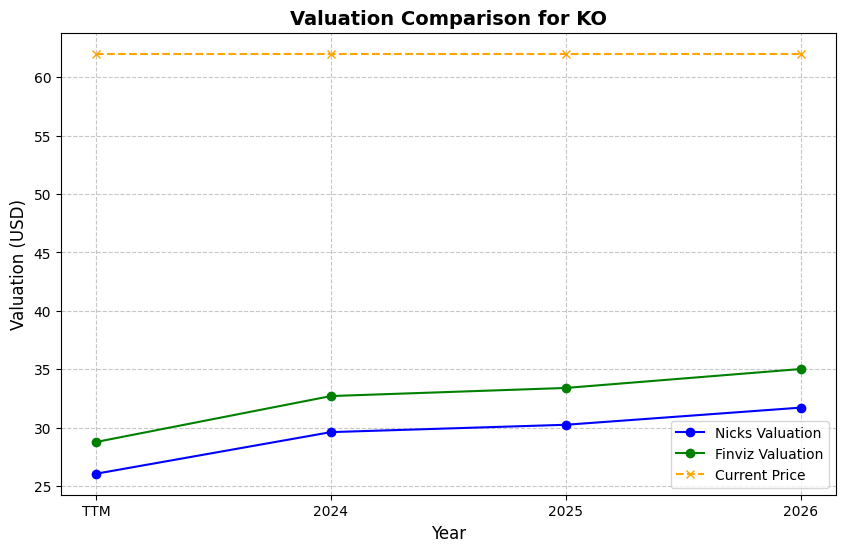 Valuation Comparison for KO
Valuation (USD)
60
55
50
45
40
35
30
25
TTM
2024
2025
2026
Year
Nicks Valuation
Finviz Valuation
Current Price